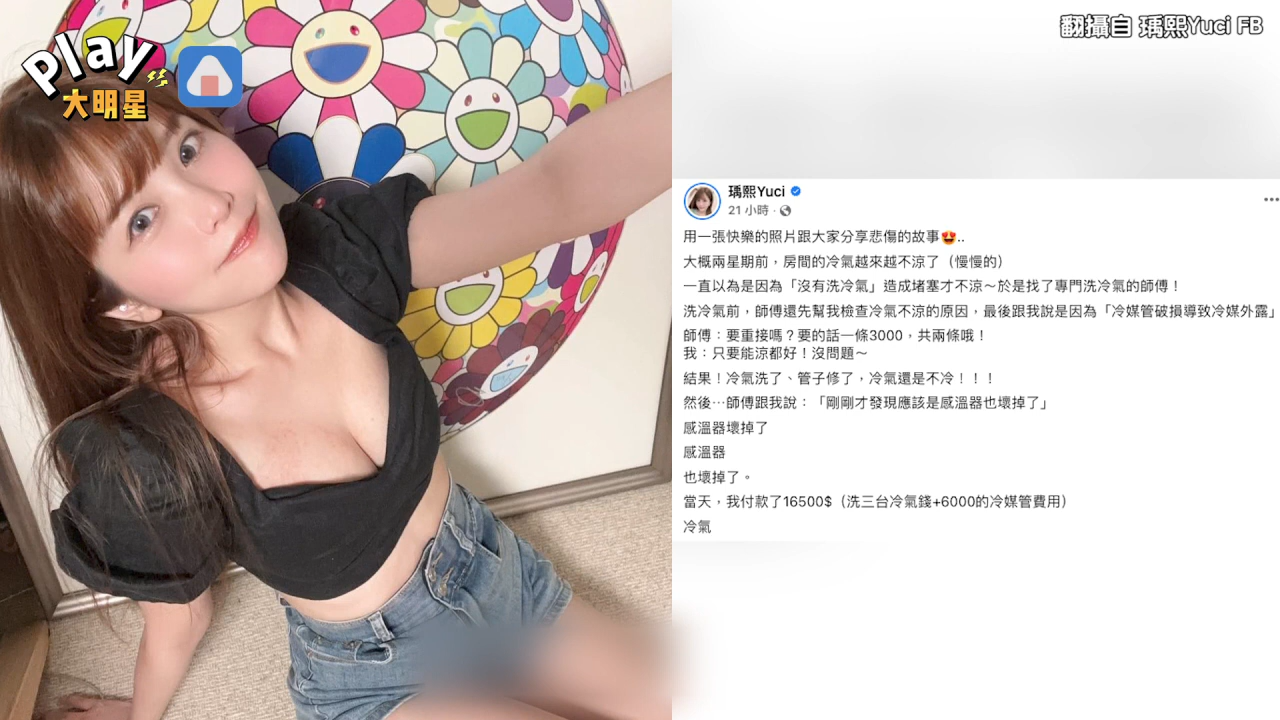 Play
大明星
翻攝自 瑀熙Yuci FB
瑀熙Yuci
21 小時 ·
用一張快樂的照片跟大家分享悲傷的故事😍..
大概兩星期前，房間的冷氣越來越不涼了（慢慢的）
一直以為是因為「沒有洗冷氣」造成堵塞才不涼～於是找了專門洗冷氣的師傅！
洗冷氣前，師傅還先幫我檢查冷氣不涼的原因，最後跟我說是因為「冷媒管破損導致冷媒外露」
師傅：要重接嗎？要的話一條3000，共兩條哦！
我：只要能涼都好！沒問題～
結果！冷氣洗了、管子修了，冷氣還是不冷！！！
然後⋯師傅跟我說：「剛剛才發現應該是感溫器也壞掉了」
感溫器壞掉了
感溫器
也壞掉了。
當天，我付款了16500$（洗三台冷氣錢+6000的冷媒管費用）
冷氣